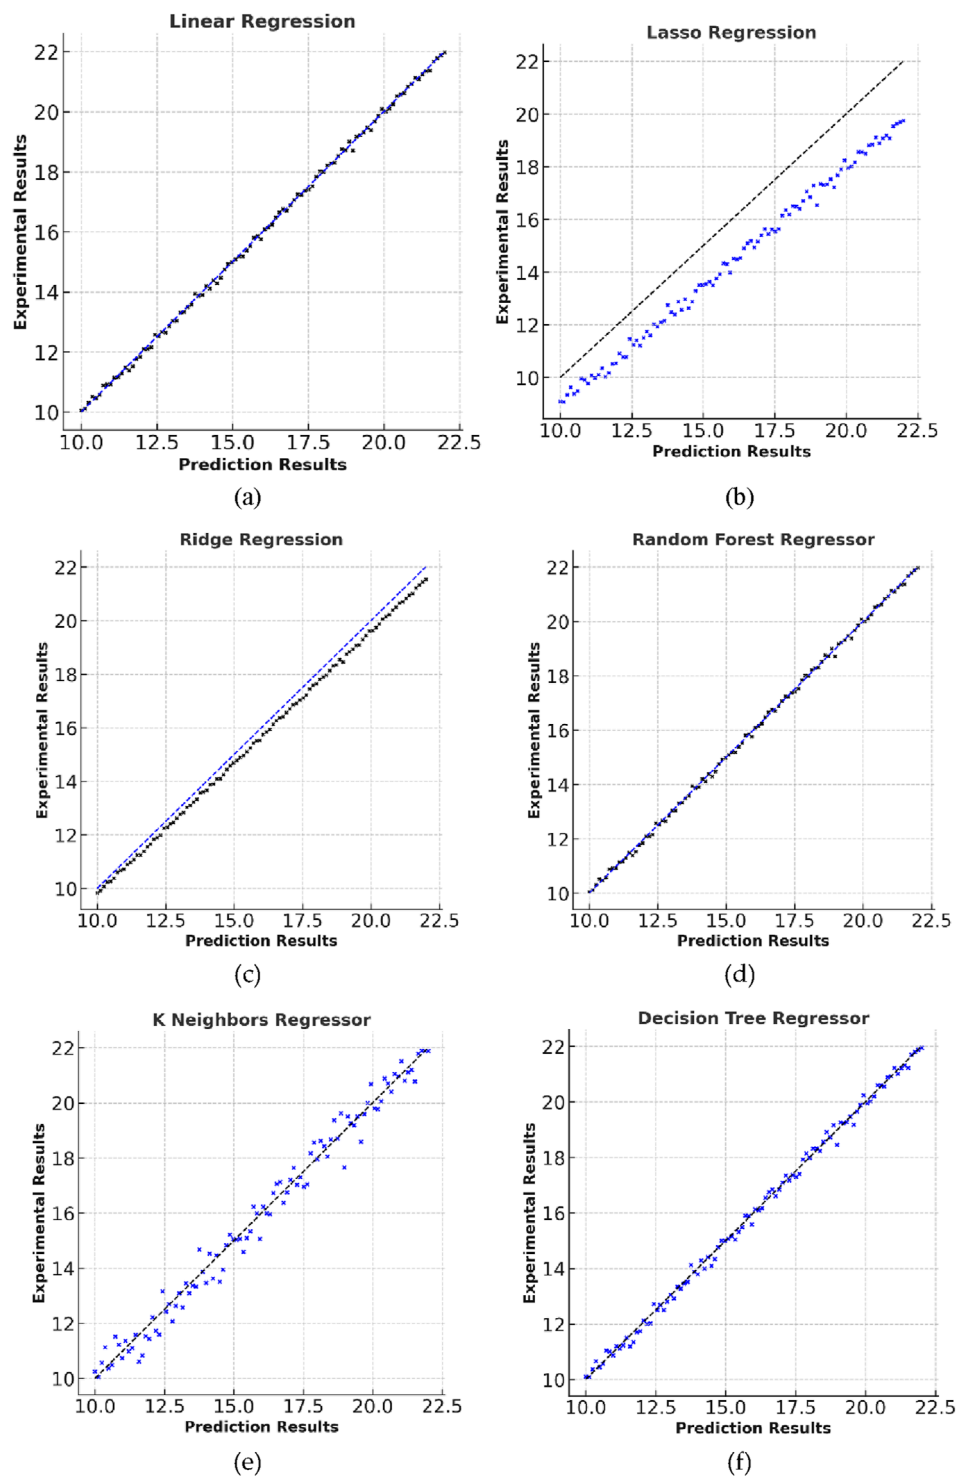 Linear Regression
22
20
18
16
14
12
10
Experimental Results
10.0 12.5 15.0 17.5 20.0 22.5
Prediction Results
(a)
Lasso Regression
22
20
18
16
14
12
10
Experimental Results
10.0 12.5 15.0 17.5 20.0 22.5
Prediction Results
(b)
Ridge Regression
22
20
18
16
14
12
10
Experimental Results
10.0 12.5 15.0 17.5 20.0 22.5
Prediction Results
(c)
Random Forest Regressor
22
20
18
16
14
12
10
Experimental Results
10.0 12.5 15.0 17.5 20.0 22.5
Prediction Results
(d)
K Neighbors Regressor
22
20
18
16
14
12
10
Experimental Results
10.0 12.5 15.0 17.5 20.0 22.5
Prediction Results
(e)
Decision Tree Regressor
22
20
18
16
14
12
10
Experimental Results
10.0 12.5 15.0 17.5 20.0 22.5
Prediction Results
(f)